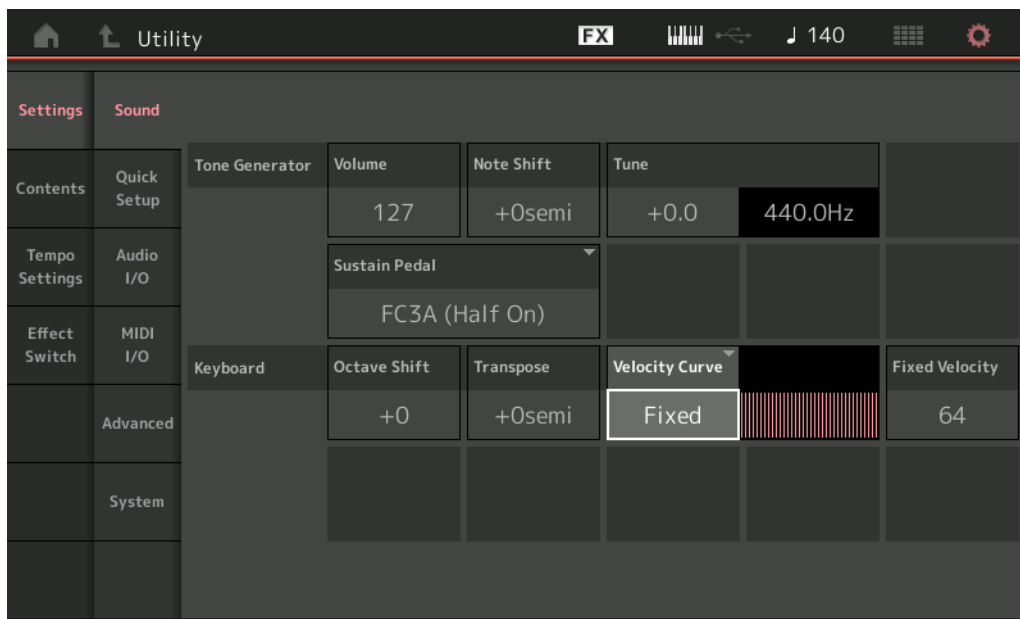 Utility
FX
♩ 140
Settings
Sound
Tone Generator
Volume
Note Shift
Tune
Contents
Quick
Setup
127
+0semi
+0.0
440.0Hz
Tempo
Settings
Audio
I/O
Sustain Pedal
FC3A (Half On)
Effect
Switch
MIDI
I/O
Keyboard
Octave Shift
Transpose
Velocity Curve
Fixed Velocity
+0
+0semi
Fixed
64
Advanced
System